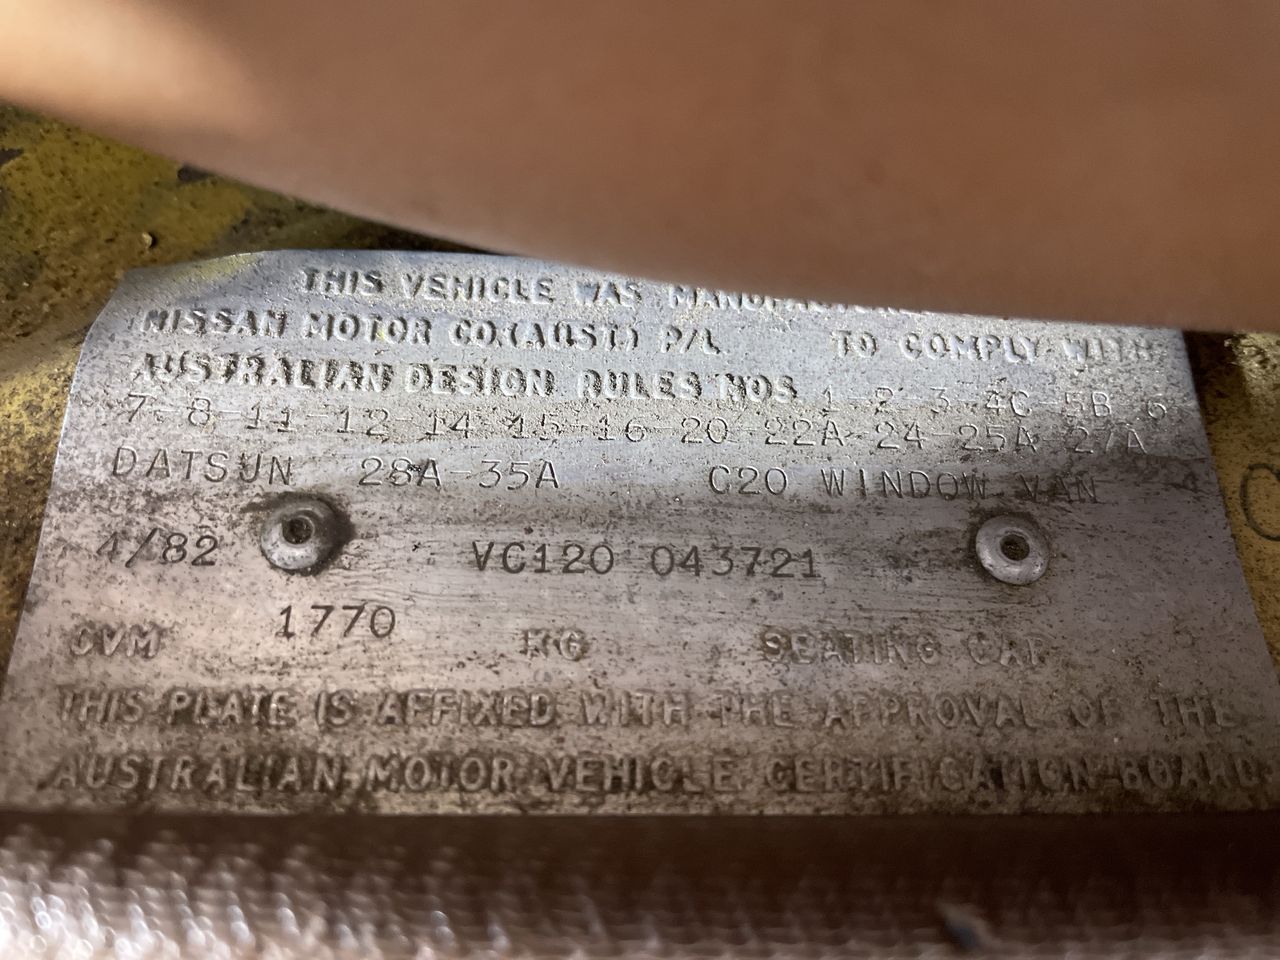 THIS VEHICLE WAS
NISSAN MOTOR CO.(AUST.) P/L TO COMPLY WITH
AUSTRALIAN DESIGN RULES NOS 1-2-3-4C-5B-6
7-8-11-12-14-15-16-20-22A-24-25A-27A
DATSUN 28A-35A C20 WINDOW VAN
4/82 VC120 043721
GVM 1770 KG SEATING CAP
THIS PLATE IS AFFIXED WITH THE APPROVAL OF THE
AUSTRALIAN MOTOR VEHICLE CERTIFICATION BOARD